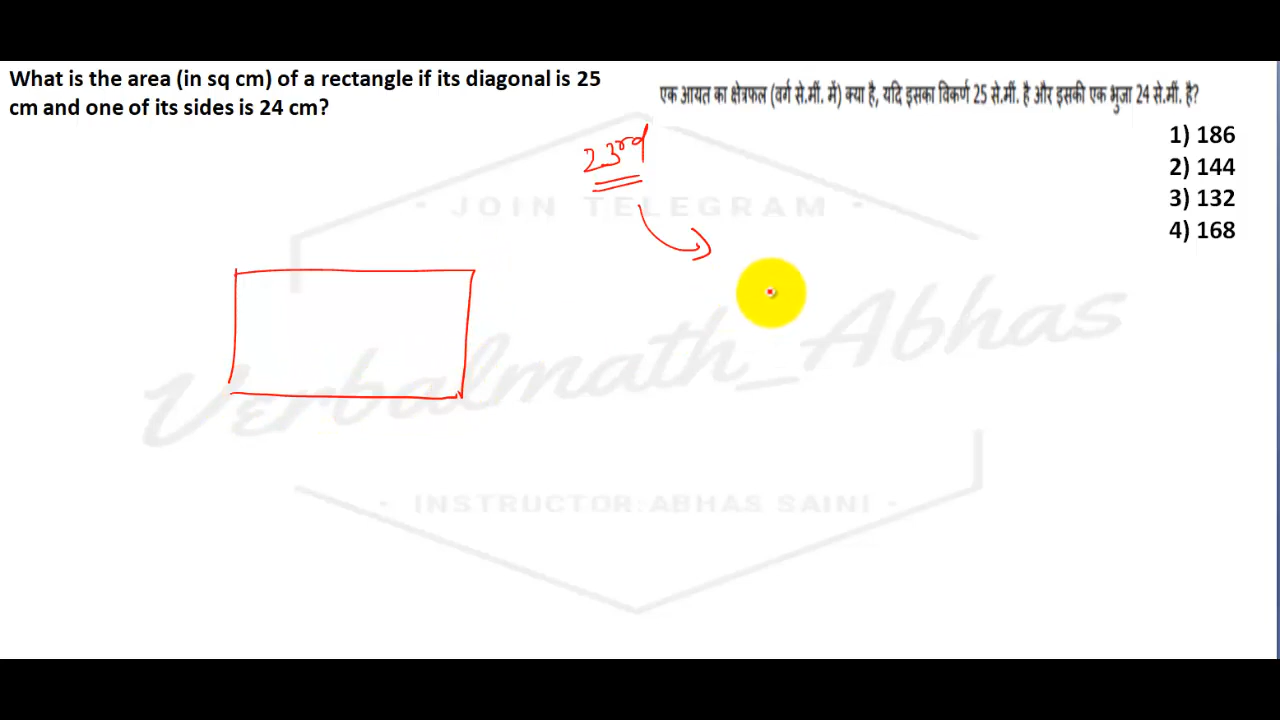 What is the area (in sq cm) of a rectangle if its diagonal is 25
cm and one of its sides is 24 cm?
एक आयत का क्षेत्रफल (वर्ग से.मीं. में) क्या है, यदि इसका विकर्ण 25 से.मीं. है और इसकी एक भुजा 24 से.मीं. है?
1) 186
2) 144
3) 132
4) 168
23rd
• JOIN TELEGRAM •
Verbalmath_Abhas
• INSTRUCTOR:ABHAS SAINI •